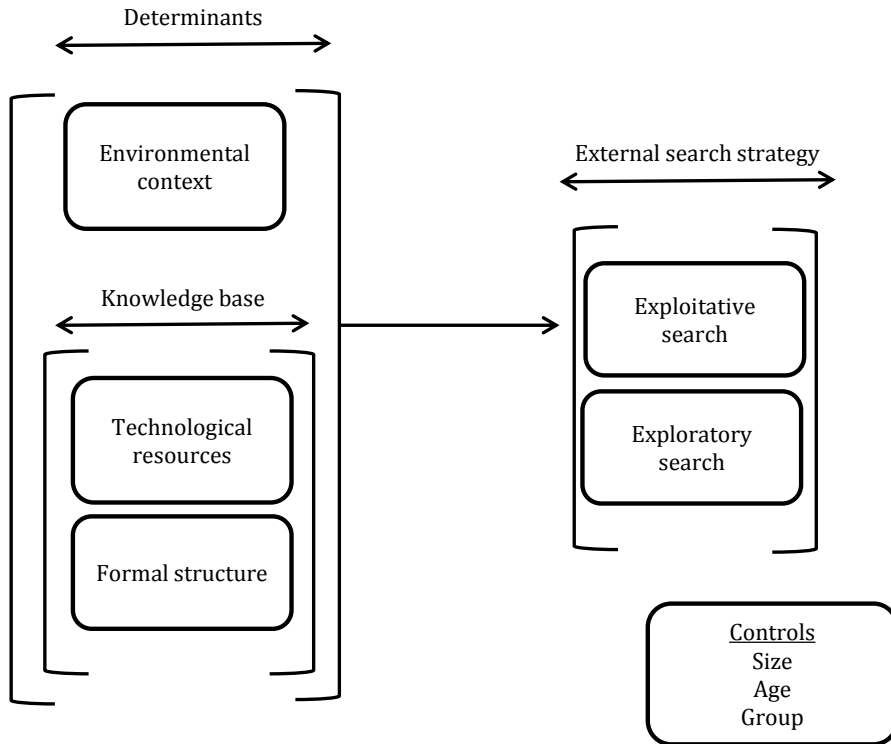 Determinants
Environmental
context
Knowledge base
Technological
resources
Formal structure
External search strategy
Exploitative
search
Exploratory
search
Controls
Size
Age
Group